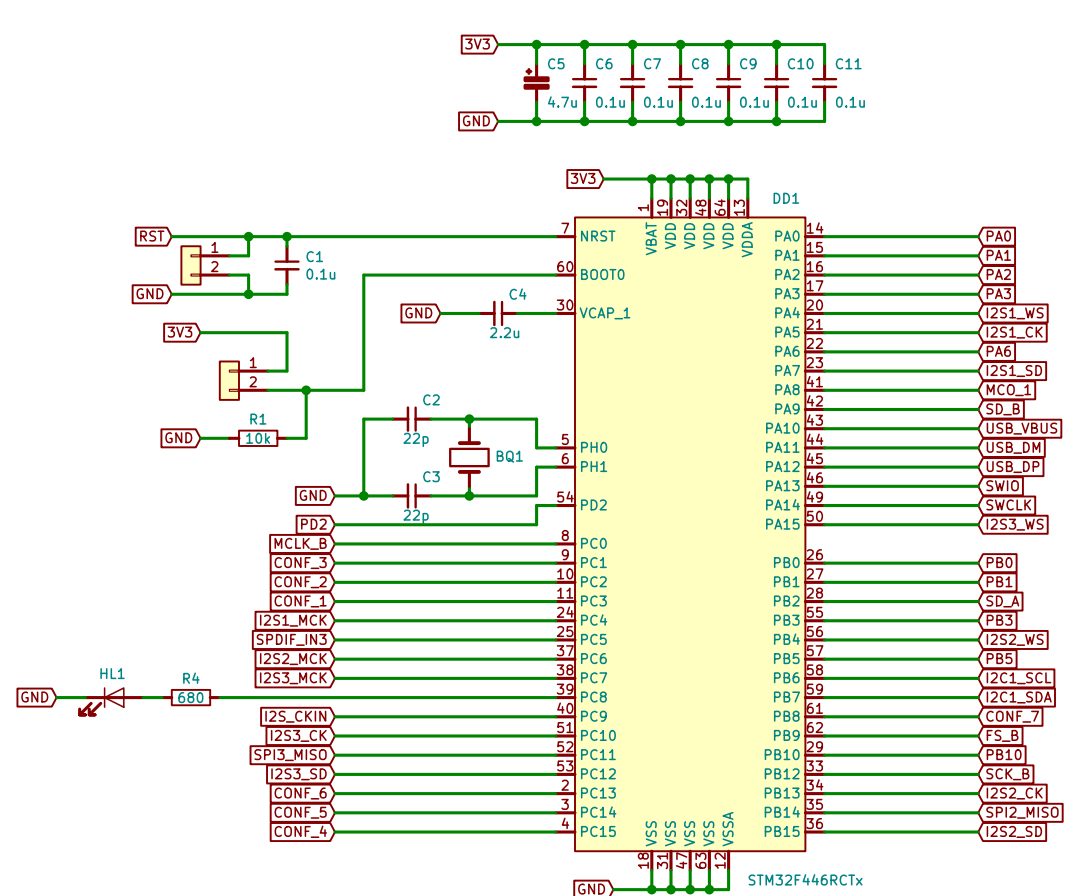 3V3
C5 C6 C7 C8 C9 C10 C11
4.7u 0.1u 0.1u 0.1u 0.1u 0.1u 0.1u
GND
3V3
DD1
1 19 32 48 64 13
VBAT VDD VDD VDD VDD VDDA
RST 7 NRST PA0 14 PA0
1 C1 PA1 15 PA1
2 0.1u 60 BOOT0 PA2 16 PA2
GND C4 PA3 17 PA3
GND 2.2u 30 VCAP_1 PA4 20 I2S1_WS
3V3 PA5 21 I2S1_CK
PA6 22 PA6
1 PA7 23 I2S1_SD
2 PA8 41 MCO_1
C2 PA9 42 SD_B
R1 PA10 43 USB_VBUS
GND 10k 22p 5 PH0 PA11 44 USB_DM
BQ1 6 PH1 PA12 45 USB_DP
C3 PA13 46 SWIO
GND 22p 54 PD2 PA14 49 SWCLK
PD2 PA15 50 I2S3_WS
MCLK_B 8 PC0
CONF_3 9 PC1 PB0 26 PB0
CONF_2 10 PC2 PB1 27 PB1
CONF_1 11 PC3 PB2 28 SD_A
I2S1_MCK 24 PC4 PB3 55 PB3
SPDIF_IN3 25 PC5 PB4 56 I2S2_WS
I2S2_MCK 37 PC6 PB5 57 PB5
HL1 R4 I2S3_MCK 38 PC7 PB6 58 I2C1_SCL
GND 680 39 PC8 PB7 59 I2C1_SDA
I2S_CKIN 40 PC9 PB8 61 CONF_7
I2S3_CK 51 PC10 PB9 62 FS_B
SPI3_MISO 52 PC11 PB10 29 PB10
I2S3_SD 53 PC12 PB12 33 SCK_B
CONF_6 2 PC13 PB13 34 I2S2_CK
CONF_5 3 PC14 PB14 35 SPI2_MISO
CONF_4 4 PC15 PB15 36 I2S2_SD
VSS VSS VSS VSS VSSA
18 31 47 63 12
GND STM32F446RCTx